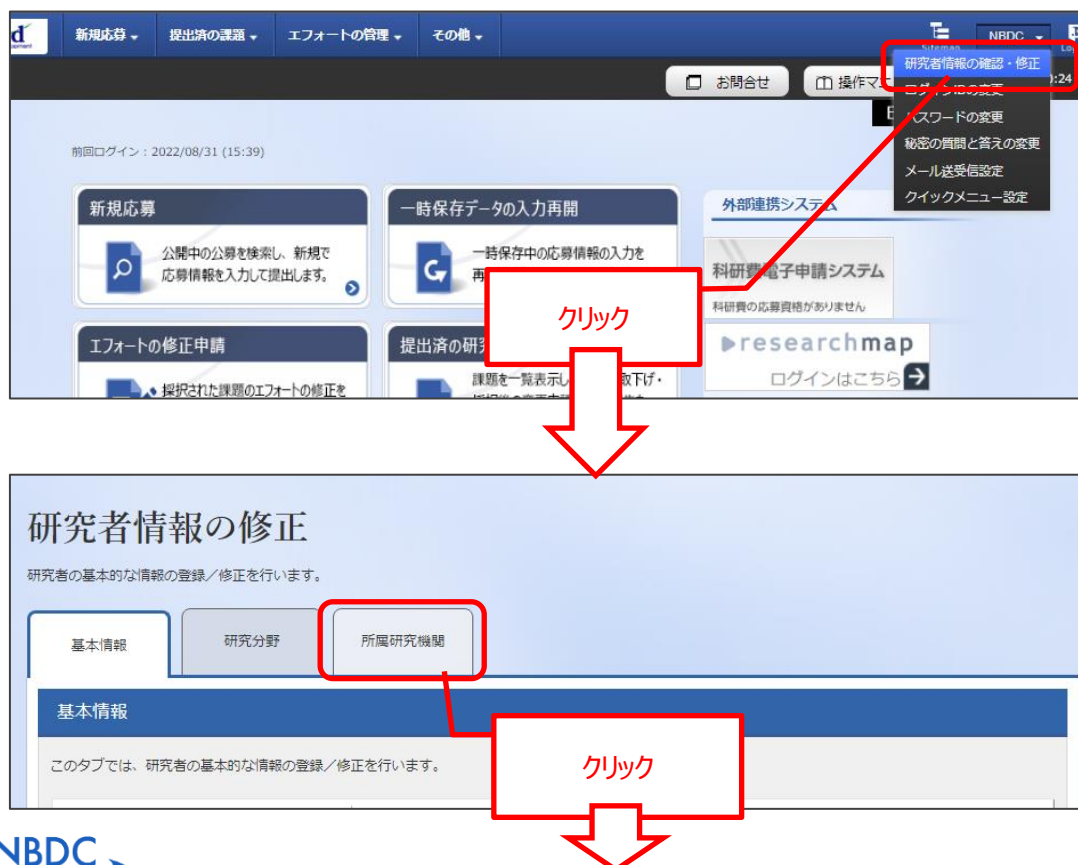 新規応募
提出済の課題
エフォートの管理
その他
Sitemap
NBDC
研究者情報の確認・修正
お問合せ
操作マニ
:24
ログインIDの変更
パスワードの変更
秘密の質問と答えの変更
メール送受信設定
クイックメニュー設定
前回ログイン：2022/08/31 (15:39)
新規応募
公開中の公募を検索し、新規で
応募情報を入力して提出します。
一時保存データの入力再開
一時保存中の応募情報の入力を
再
外部連携システム
科研費電子申請システム
科研費の応募資格がありません
researchmap
ログインはこちら
クリック
エフォートの修正申請
採択された課題のエフォートの修正を
提出済の研
課題を一覧表示し
取下げ・
研究者情報の修正
研究者の基本的な情報の登録／修正を行います。
基本情報
研究分野
所属研究機関
基本情報
このタブでは、研究者の基本的な情報の登録／修正を行います。
クリック
NBDC